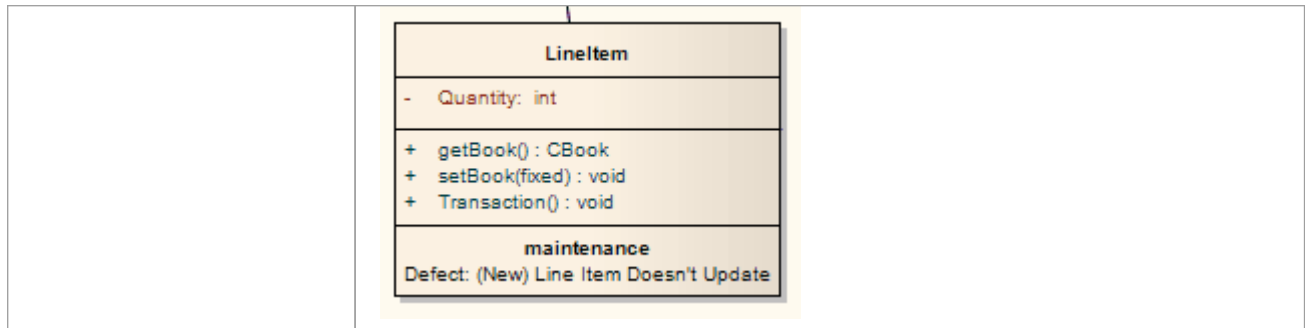 LineItem
- Quantity: int
+ getBook() : CBook
+ setBook(fixed) : void
+ Transaction() : void
maintenance
Defect: (New) Line Item Doesn't Update